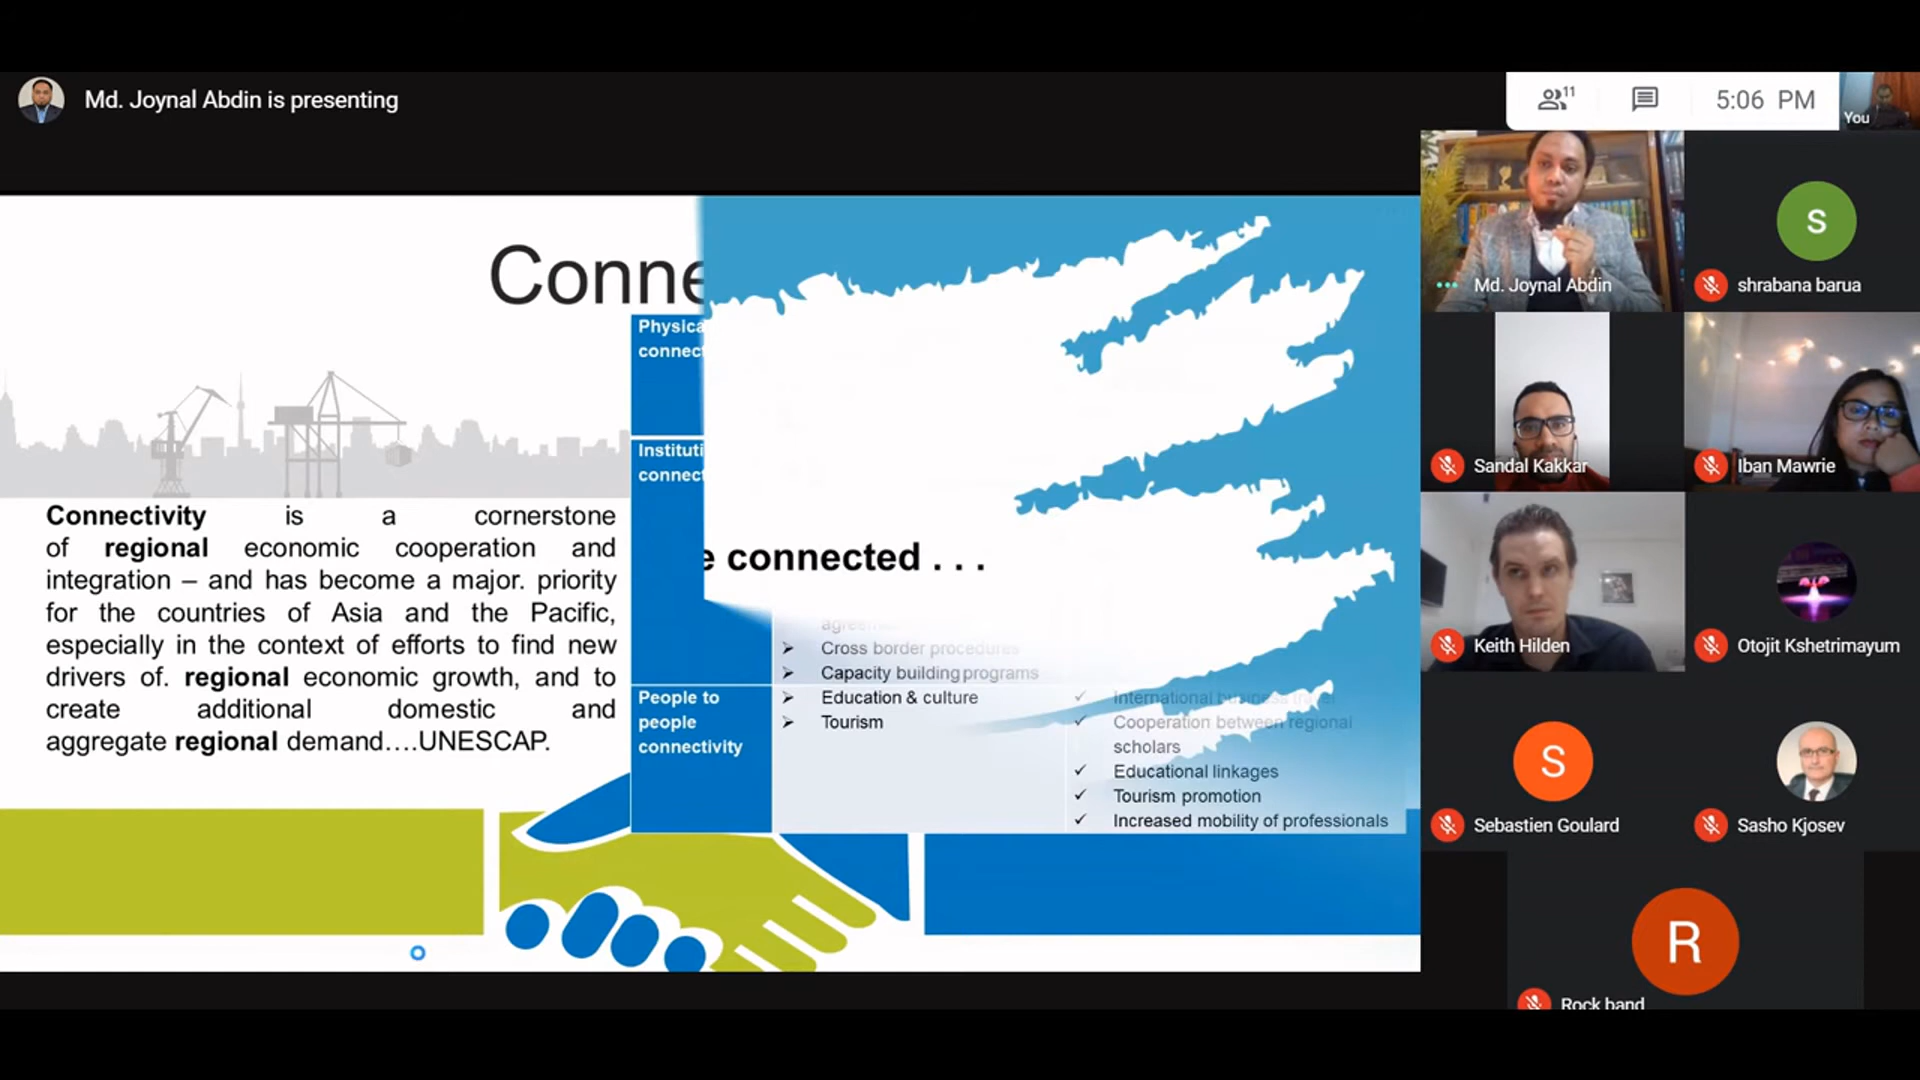 Md. Joynal Abdin is presenting
11
5:06 PM
You
Md. Joynal Abdin
S
shrabana barua
Sandal Kakkar
Iban Mawrie
Keith Hilden
Otojit Kshetrimayum
S
Sebastien Goulard
Sasho Kjosev
R
Rock band
Conne
Physica
connect
Instituti
connect
e connected . . .
Connectivity is a cornerstone
of regional economic cooperation and
integration – and has become a major. priority
for the countries of Asia and the Pacific,
especially in the context of efforts to find new
drivers of. regional economic growth, and to
create additional domestic and
aggregate regional demand….UNESCAP.
➢ Cross border procedures
➢ Capacity building programs
People to
people
connectivity
➢ Education & culture
➢ Tourism
✓ International business travel
✓ Cooperation between regional
scholars
✓ Educational linkages
✓ Tourism promotion
✓ Increased mobility of professionals